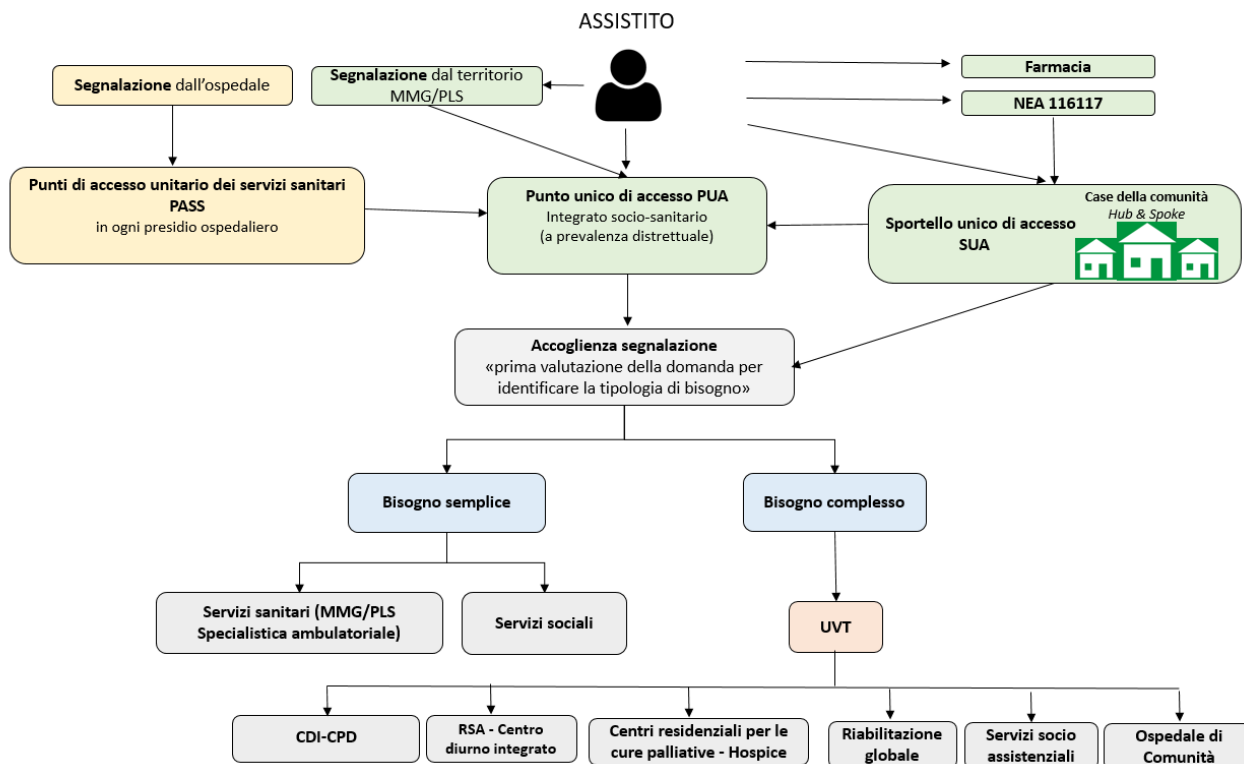 ASSISTITO
Segnalazione dall'ospedale
Segnalazione dal territorio
MMG/PLS
Farmacia
NEA 116117
Punti di accesso unitario dei servizi sanitari
PASS
in ogni presidio ospedaliero
Punto unico di accesso PUA
Integrato socio-sanitario
(a prevalenza distrettuale)
Case della comunità
Hub & Spoke
Sportello unico di accesso
SUA
Accoglienza segnalazione
«prima valutazione della domanda per
identificare la tipologia di bisogno»
Bisogno semplice
Bisogno complesso
Servizi sanitari (MMG/PLS
Specialistica ambulatoriale)
Servizi sociali
UVT
CDI-CPD
RSA - Centro
diurno integrato
Centri residenziali per le
cure palliative - Hospice
Riabilitazione
globale
Servizi socio
assistenziali
Ospedale di
Comunità